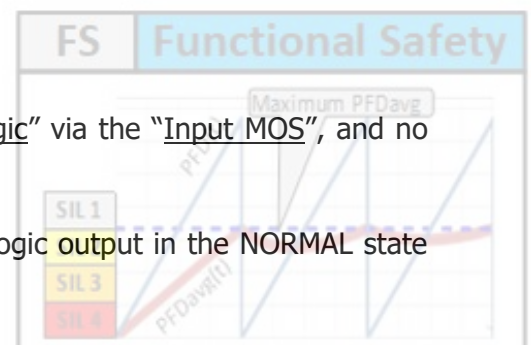 FS Functional Safety
Maximum PFDavg
gic” via the “Input MOS”, and no
PFD(t)
SIL 1
ogic output in the NORMAL state
SIL 3
PFDavg(t)
SIL 4